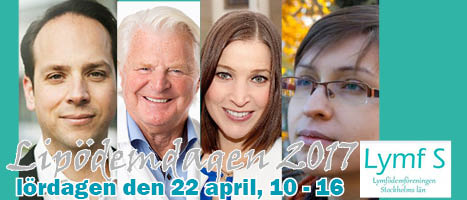 Lipödemdagen 2017
lördagen den 22 april, 10 - 16
Lymf S
Lymfödemföreningen
Stockholms län